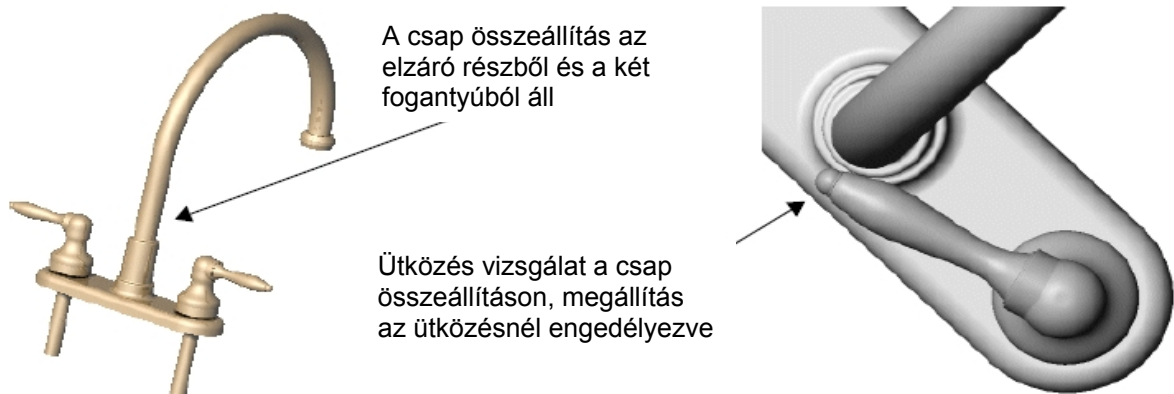 A csap összeállítás az
elzáró részből és a két
fogantyúból áll
Ütközés vizsgálat a csap
összeállításon, megállítás
az ütközésnél engedélyezve